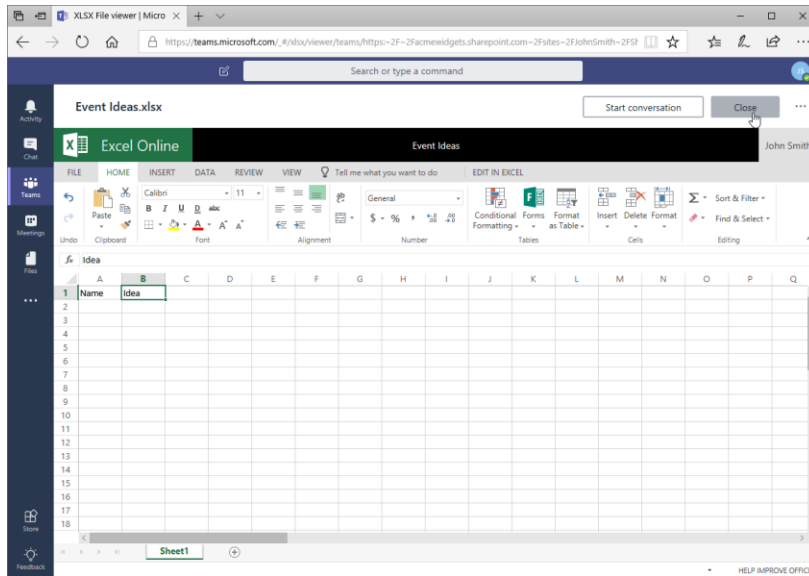 XLSX File viewer | Micro
https://teams.microsoft.com/_#/xlsx/viewer/teams/https:~2F~2Facmewidgets.sharepoint.com~2Fsites~2FJohnSmith~2FSh
Search or type a command
Event Ideas.xlsx Start conversation Close
Excel Online Event Ideas John Smith
FILE HOME INSERT DATA REVIEW VIEW Tell me what you want to do EDIT IN EXCEL
Calibri 11 General
Paste B I U D abc $ % Conditional Formatting Forms Format as Table Insert Delete Format Sort & Filter
Find & Select
Undo Clipboard Font Alignment Number Tables Cells Editing
fx Idea
A B C D E F G H I J K L M N O P Q
1 Name Idea
2
3
4
5
6
7
8
9
10
11
12
13
14
15
16
17
18
Sheet1
HELP IMPROVE OFFIC
Activity
Chat
Teams
Meetings
Files
Store
Feedback